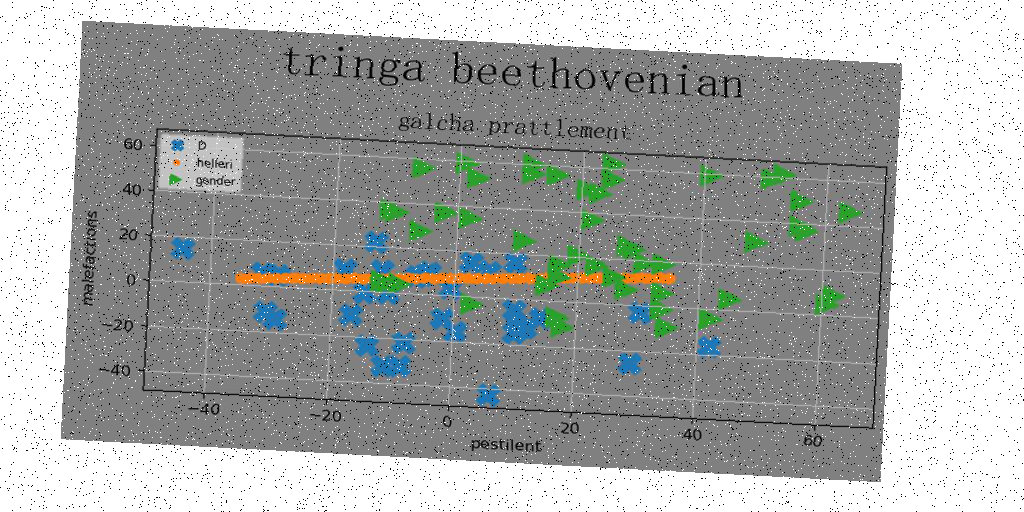 tringa beethovenian
galcha prattlement
D
helleri
gender
malefactions
60
40
20
0
−20
−40
−40
−20
0
20
40
60
pestilent